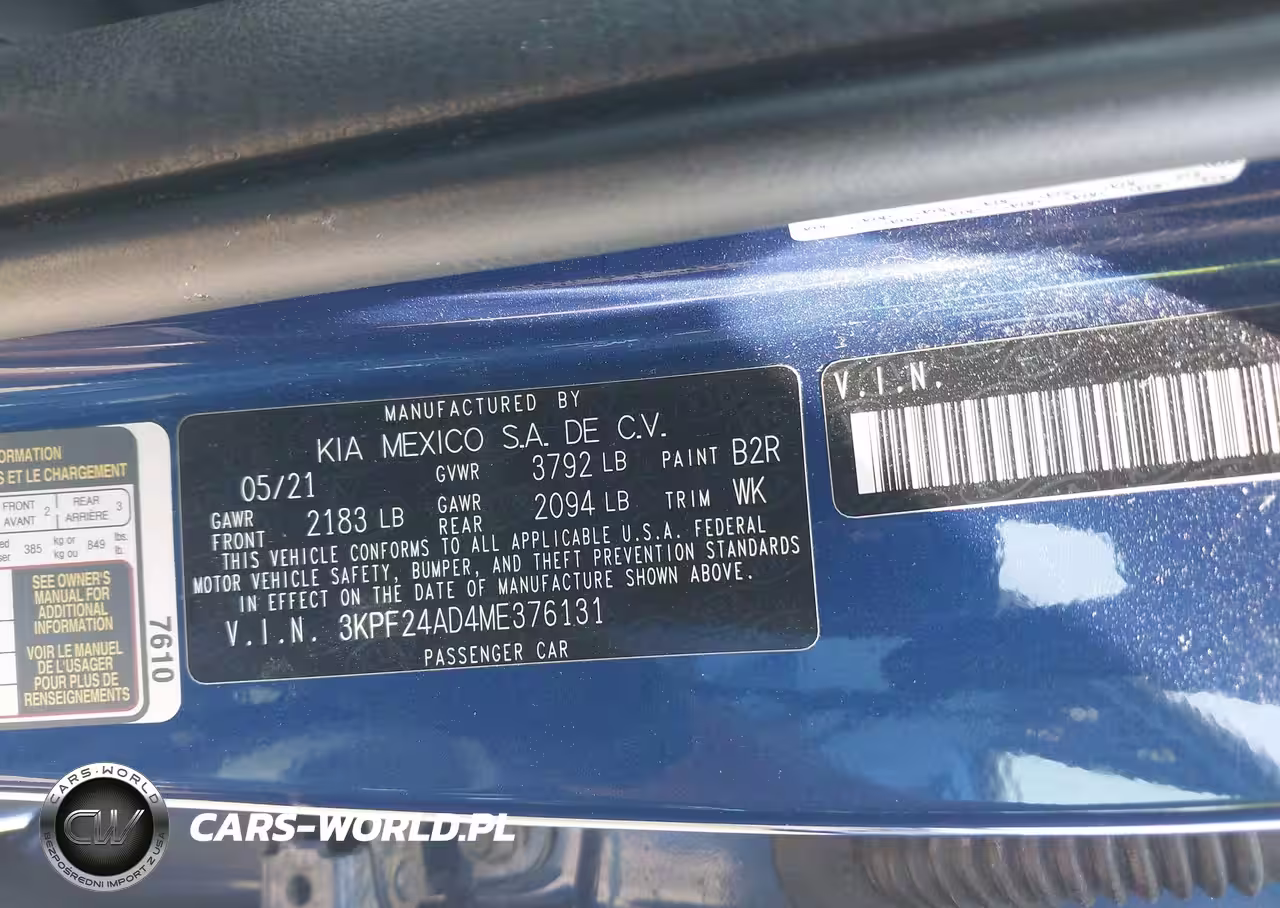 ORMATION
S ET LE CHARGEMENT
FRONT
AVANT 2
REAR
ARRIÈRE 3
385 kg or
kg ou 849 lbs.
lb.
SEE OWNER'S
MANUAL FOR
ADDITIONAL
INFORMATION
VOIR LE MANUEL
DE L'USAGER
POUR PLUS DE
RENSEIGNEMENTS
7610
MANUFACTURED BY
KIA MEXICO S.A. DE C.V.
05/21 GVWR 3792 LB PAINT B2R
GAWR
FRONT 2183 LB GAWR
REAR 2094 LB TRIM WK
THIS VEHICLE CONFORMS TO ALL APPLICABLE U.S.A. FEDERAL
MOTOR VEHICLE SAFETY, BUMPER, AND THEFT PREVENTION STANDARDS
IN EFFECT ON THE DATE OF MANUFACTURE SHOWN ABOVE.
V.I.N. 3KPF24AD4ME376131
PASSENGER CAR
V.I.N.
CARS-WORLD
CW
BEZPOŚREDNI IMPORT Z USA
CARS-WORLD.PL